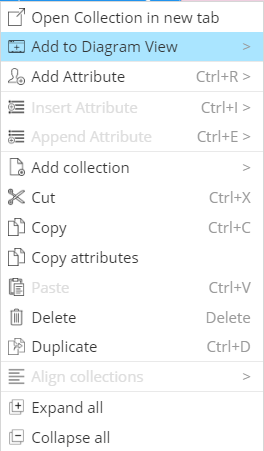 Open Collection in new tab
Add to Diagram View >
Add Attribute Ctrl+R >
Insert Attribute Ctrl+I >
Append Attribute Ctrl+E >
Add collection >
Cut Ctrl+X
Copy Ctrl+C
Copy attributes
Paste Ctrl+V
Delete Delete
Duplicate Ctrl+D
Align collections >
Expand all
Collapse all